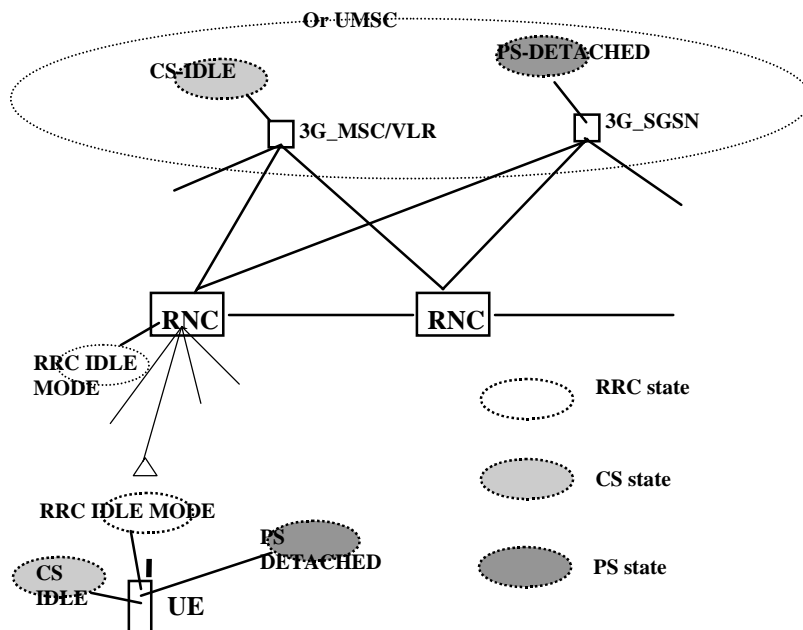 Or UMSC
CS-IDLE
PS-DETACHED
3G_MSC/VLR
3G_SGSN
RNC
RNC
RRC IDLE
MODE
RRC state
CS state
RRC IDLE MODE
PS
DETACHED
PS state
CS
IDLE
UE